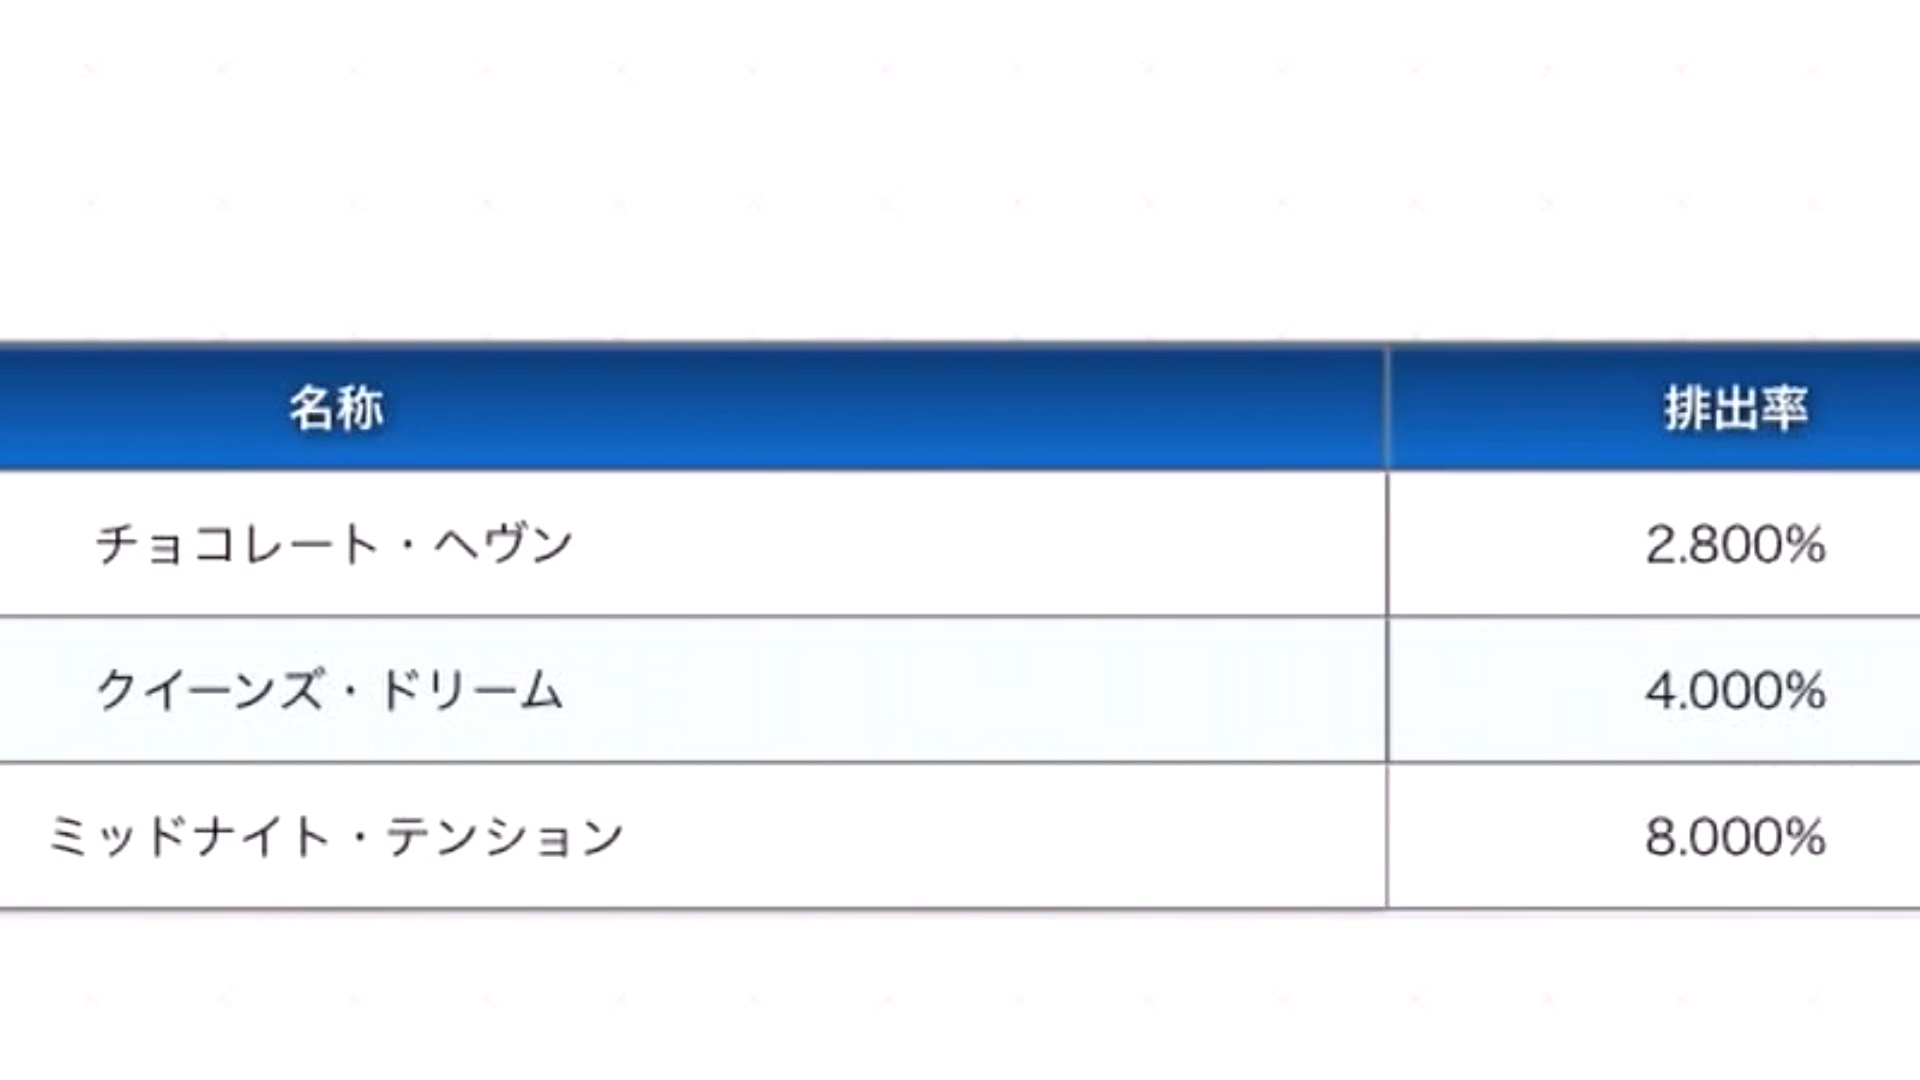 名称 排出率
チョコレート・ヘヴン 2.800%
クイーンズ・ドリーム 4.000%
ミッドナイト・テンション 8.000%